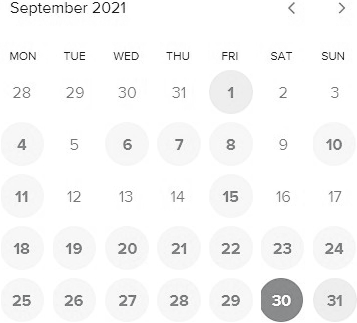 September 2021
MON TUE WED THU FRI SAT SUN
28 29 30 31 1 2 3
4 5 6 7 8 9 10
11 12 13 14 15 16 17
18 19 20 21 22 23 24
25 26 27 28 29 30 31